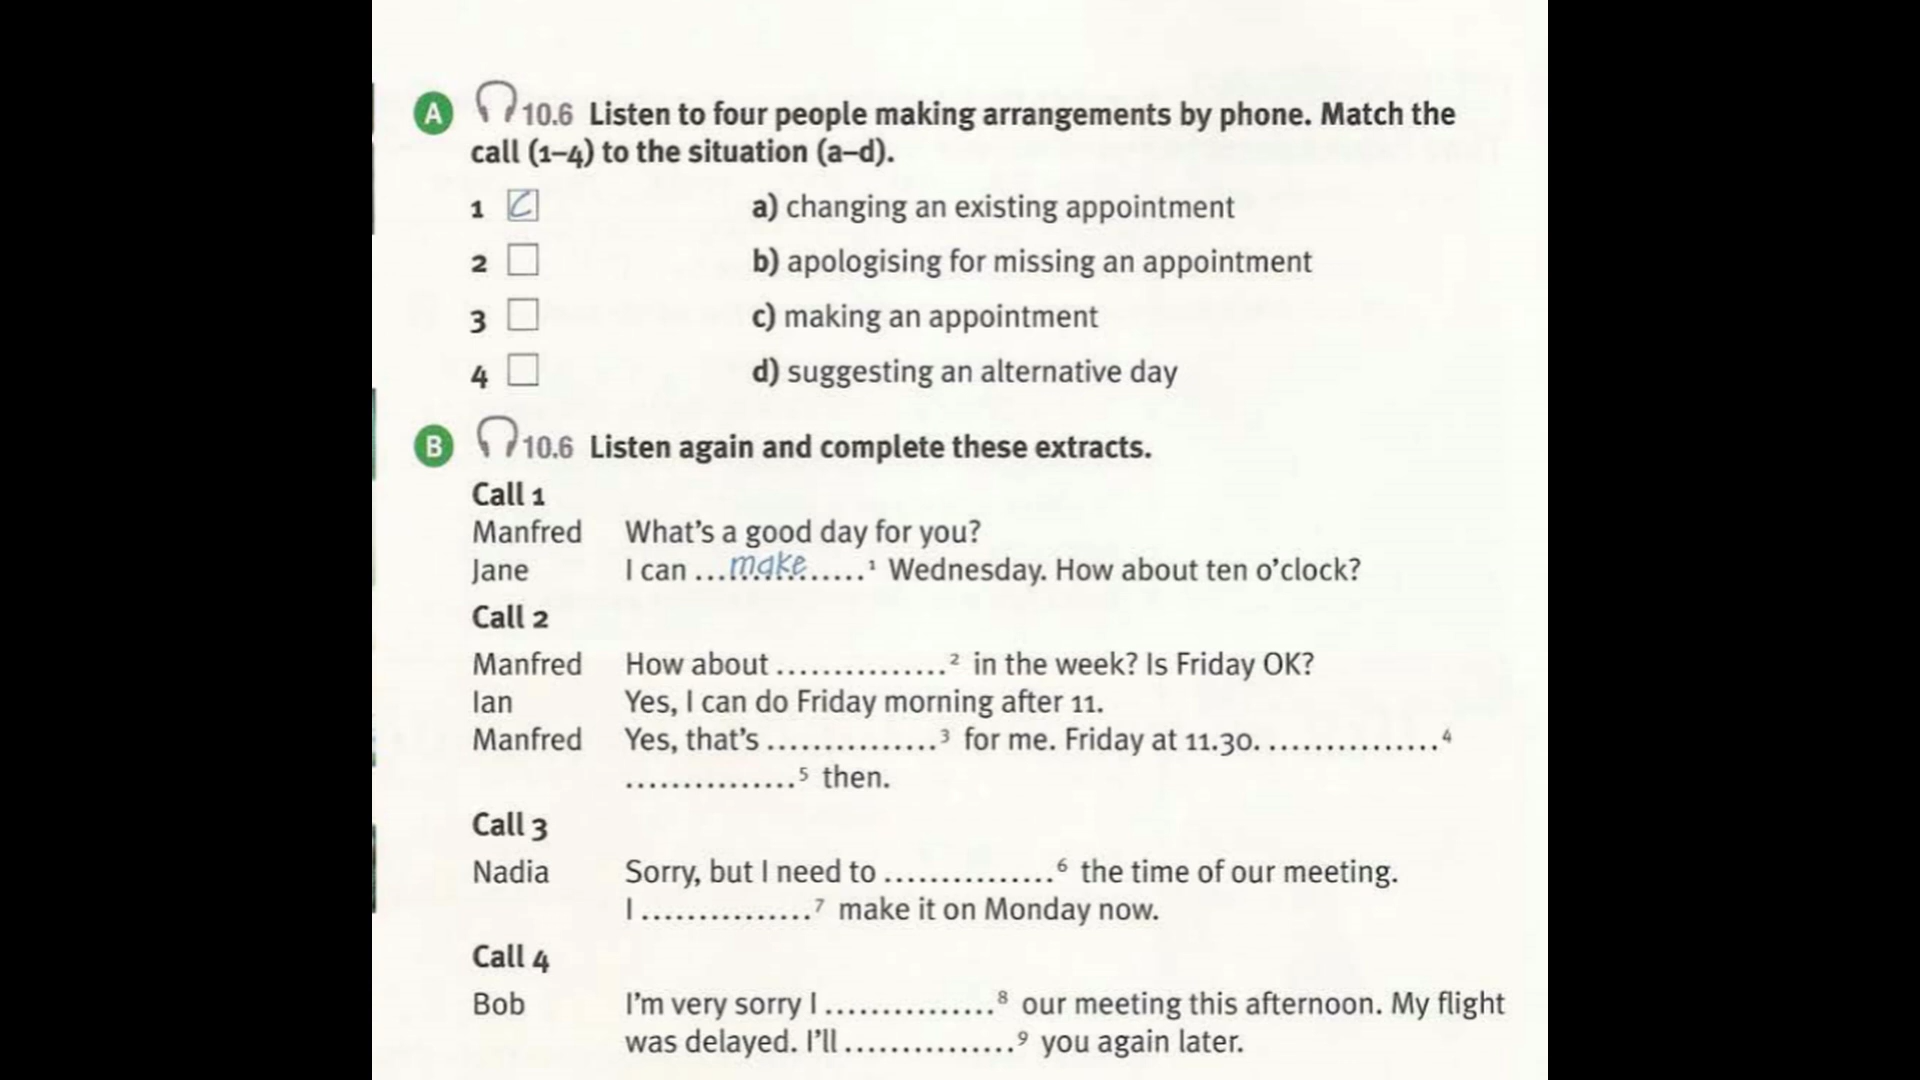 A 10.6 Listen to four people making arrangements by phone. Match the
call (1–4) to the situation (a–d).
1 C a) changing an existing appointment
2 b) apologising for missing an appointment
3 c) making an appointment
4 d) suggesting an alternative day
B 10.6 Listen again and complete these extracts.
Call 1
Manfred What's a good day for you?
Jane I can ...make......¹ Wednesday. How about ten o'clock?
Call 2
Manfred How about ...............² in the week? Is Friday OK?
Ian Yes, I can do Friday morning after 11.
Manfred Yes, that's ...............³ for me. Friday at 11.30. ...............⁴
...............⁵ then.
Call 3
Nadia Sorry, but I need to ...............⁶ the time of our meeting.
I ...............⁷ make it on Monday now.
Call 4
Bob I'm very sorry I ...............⁸ our meeting this afternoon. My flight
was delayed. I'll ...............⁹ you again later.